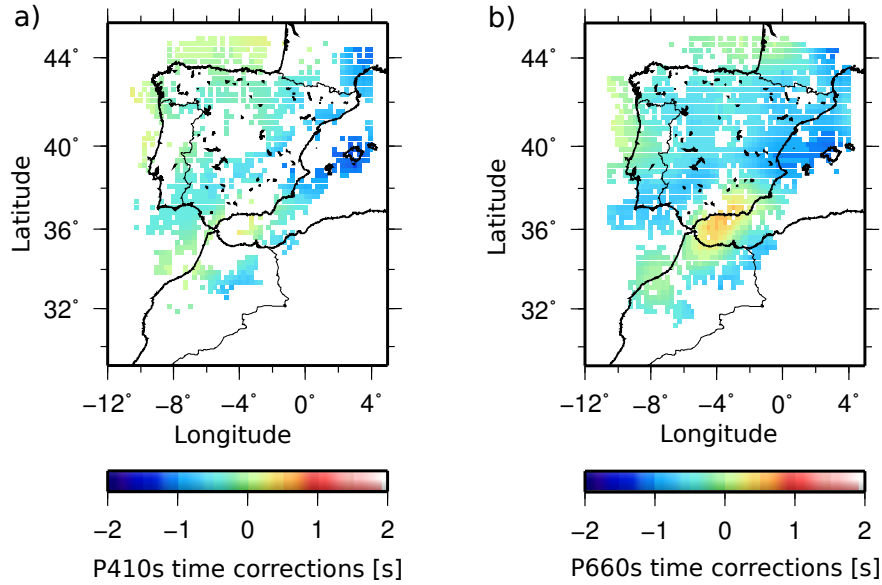 a)
44°
40°
36°
32°
Latitude
−12° −8° −4° 0° 4°
Longitude
−2 −1 0 1 2
P410s time corrections [s]
b)
44°
40°
36°
32°
Latitude
−12° −8° −4° 0° 4°
Longitude
−2 −1 0 1 2
P660s time corrections [s]